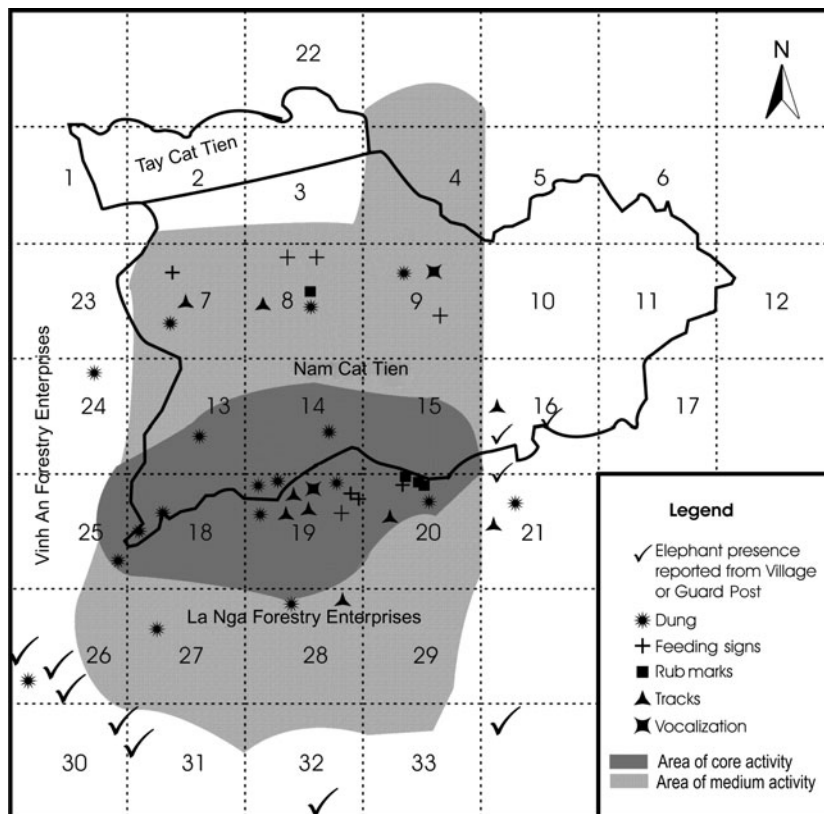 22
N
Tay Cat Tien
1
2
3
4
5
6
23
7
8
9
10
11
12
Nam Cat Tien
24
13
14
15
16
17
Vinh An Forestry Enterprises
25
18
19
20
21
La Nga Forestry Enterprises
26
27
28
29
30
31
32
33
Legend
Elephant presence
reported from Village
or Guard Post
Dung
Feeding signs
Rub marks
Tracks
Vocalization
Area of core activity
Area of medium activity